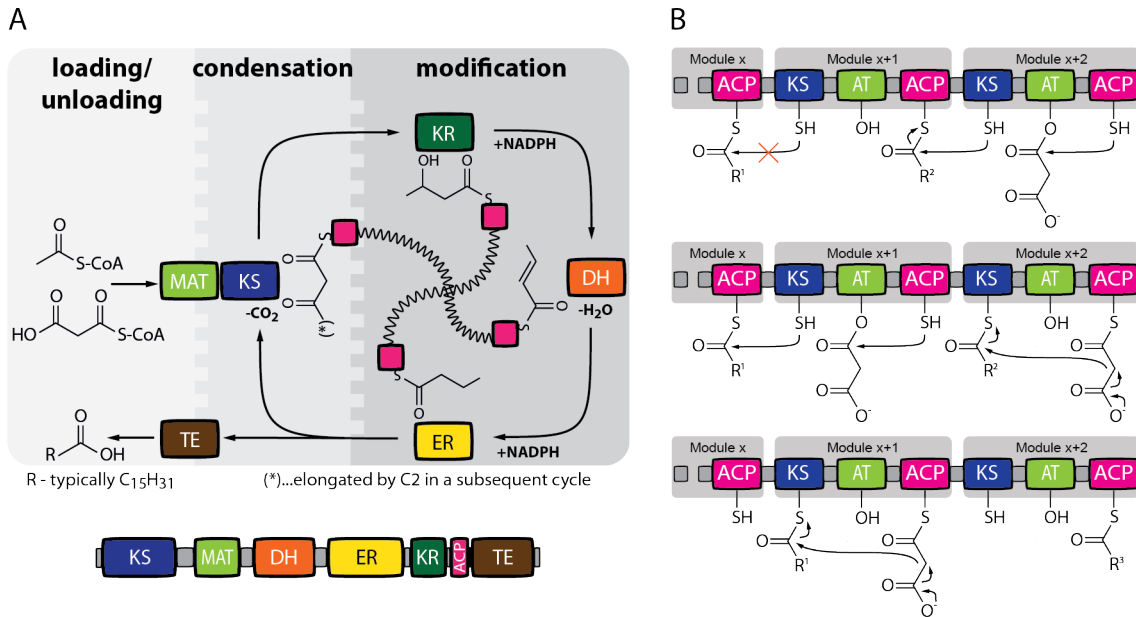 A
loading/
unloading
condensation
modification
KR
+NADPH
OH
O
S
O
S-CoA
MAT
KS
-CO2
HO
O
O
S-CoA
S
O
O
(*)
S
O
DH
-H2O
S
O
ER
+NADPH
TE
R
O
OH
R - typically C15H31
(*)...elongated by C2 in a subsequent cycle
KS
MAT
DH
ER
KR
ACP
TE
B
Module x
Module x+1
Module x+2
ACP
KS
AT
ACP
KS
AT
ACP
S
SH
OH
S
SH
O
SH
O
R1
O
R2
O
O
O-
Module x
Module x+1
Module x+2
ACP
KS
AT
ACP
KS
AT
ACP
S
SH
O
SH
S
OH
S
O
R1
O
O
O-
O
R2
O
O
O-
Module x
Module x+1
Module x+2
ACP
KS
AT
ACP
KS
AT
ACP
SH
S
OH
S
SH
OH
S
O
R1
O
O
O-
O
R3